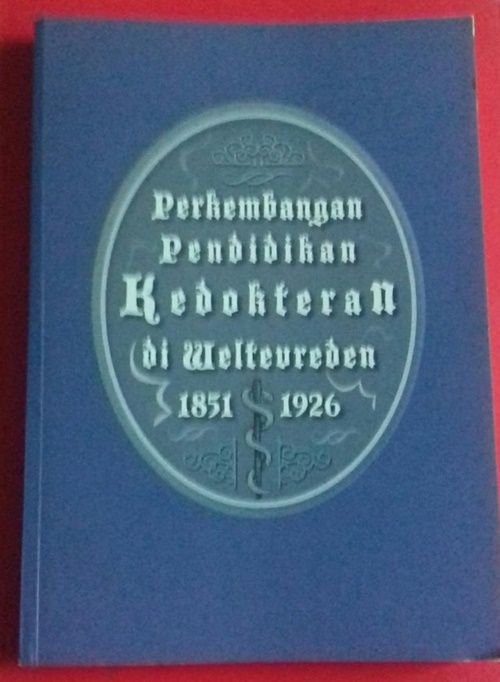 Perkembangan
Pendidikan
KedokteraN
di Weltevreden
1851 1926